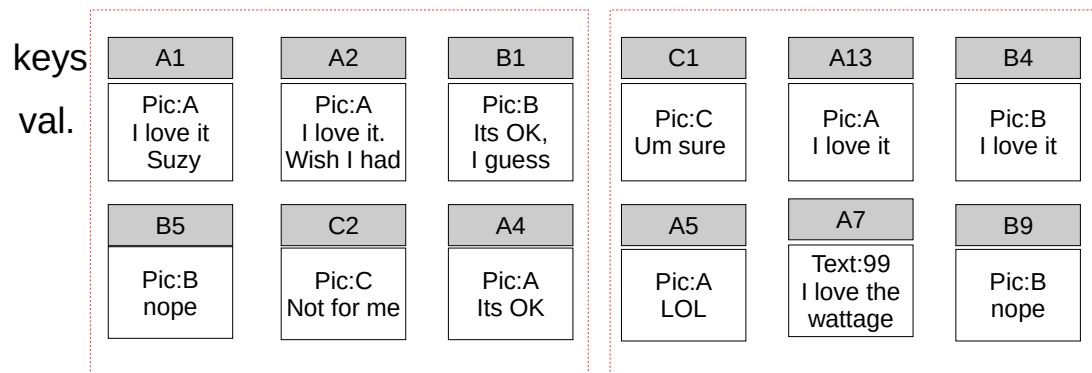 keys
A1
A2
B1
C1
A13
B4
val.
Pic:A
I love it
Suzy
Pic:A
I love it.
Wish I had
Pic:B
Its OK,
I guess
Pic:C
Um sure
Pic:A
I love it
Pic:B
I love it
B5
C2
A4
A5
A7
B9
Pic:B
nope
Pic:C
Not for me
Pic:A
Its OK
Pic:A
LOL
Text:99
I love the
wattage
Pic:B
nope